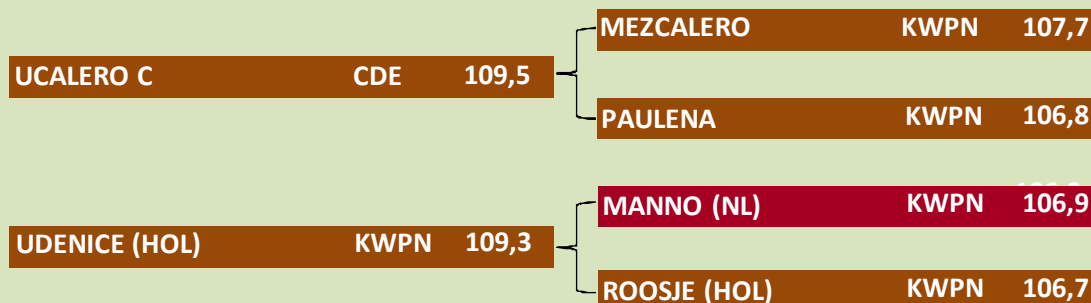 MEZCALERO KWPN 107,7
UCALERO C CDE 109,5
PAULENA KWPN 106,8
MANNO (NL) KWPN 106,9
UDENICE (HOL) KWPN 109,3
ROOSJE (HOL) KWPN 106,7